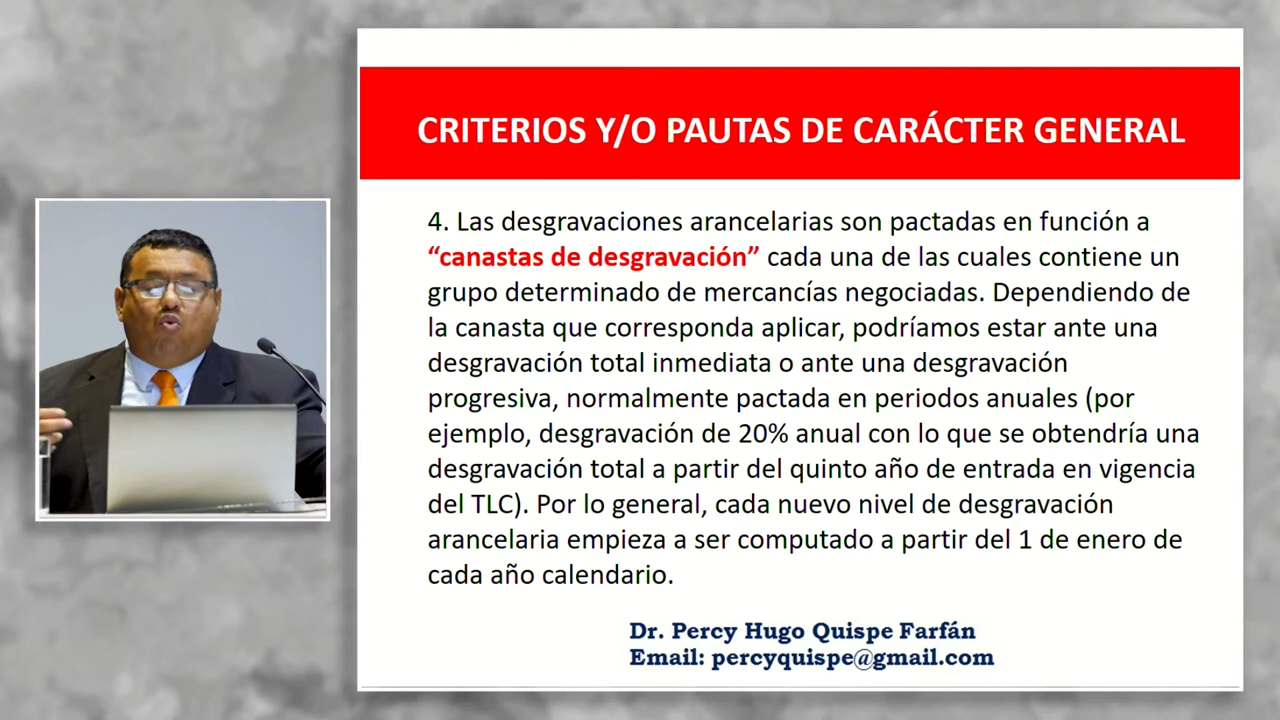 CRITERIOS Y/O PAUTAS DE CARÁCTER GENERAL
4. Las desgravaciones arancelarias son pactadas en función a
“canastas de desgravación” cada una de las cuales contiene un
grupo determinado de mercancías negociadas. Dependiendo de
la canasta que corresponda aplicar, podríamos estar ante una
desgravación total inmediata o ante una desgravación
progresiva, normalmente pactada en periodos anuales (por
ejemplo, desgravación de 20% anual con lo que se obtendría una
desgravación total a partir del quinto año de entrada en vigencia
del TLC). Por lo general, cada nuevo nivel de desgravación
arancelaria empieza a ser computado a partir del 1 de enero de
cada año calendario.
Dr. Percy Hugo Quispe Farfán
Email: percyquispe@gmail.com